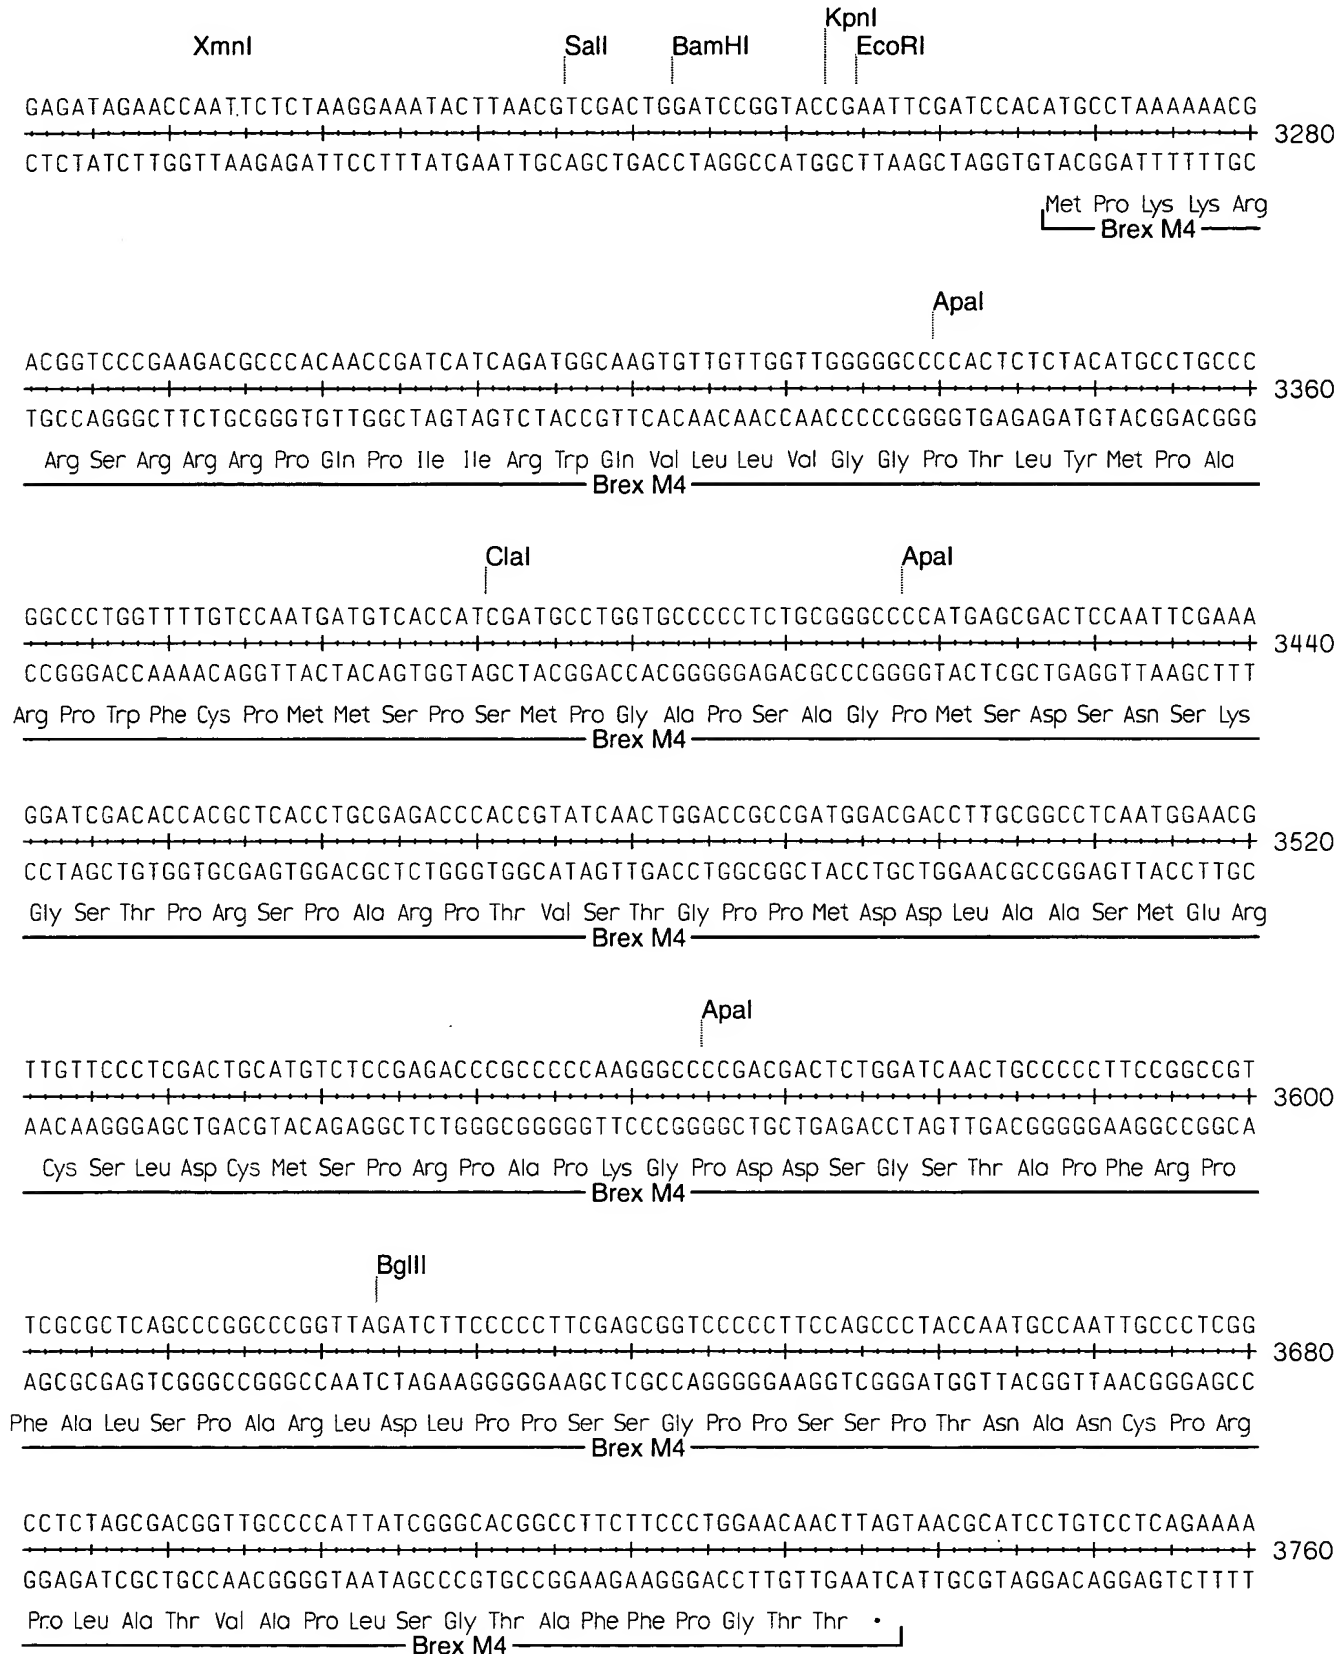 KpnI
XmnI SalI BamHI EcoRI
GAGATAGAACCAATTCTCTAAGGAAATACTTAACGTCGACTGGATCCGGTACCGAATTCGATCCACATGCCTAAAAAACG
3280
CTCTATCTTGGTTAAGAGATTCCTTTATGAATTGCAGCTGACCTAGGCCATGGCTTAAGCTAGGTGTACGGATTTTTTGC
Met Pro Lys Lys Arg
Brex M4
ApaI
ACGGTCCCGAAGACGCCCACAACCGATCATCAGATGGCAAGTGTTGTTGGTTGGGGGCCCCACTCTCTACATGCCTGCCC
3360
TGCCAGGGCTTCTGCGGGTGTTGGCTAGTAGTCTACCGTTCACAACAACCAACCCCCGGGGTGAGAGATGTACGGACGGG
Arg Ser Arg Arg Arg Pro Gln Pro Ile Ile Arg Trp Gln Val Leu Leu Val Gly Gly Pro Thr Leu Tyr Met Pro Ala
Brex M4
ClaI ApaI
GGCCCTGGTTTTGTCCAATGATGTCACCATCGATGCCTGGTGCCCCCTCTGCGGGCCCCATGAGCGACTCCAATTCGAAA
3440
CCGGGACCAAAACAGGTTACTACAGTGGTAGCTACGGACCACGGGGGAGACGCCCGGGGTACTCGCTGAGGTTAAGCTTT
Arg Pro Trp Phe Cys Pro Met Met Ser Pro Ser Met Pro Gly Ala Pro Ser Ala Gly Pro Met Ser Asp Ser Asn Ser Lys
Brex M4
GGATCGACACCACGCTCACCTGCGAGACCCACCGTATCAACTGGACCGCCGATGGACGACCTTGCGGCCTCAATGGAACG
3520
CCTAGCTGTGGTGCGAGTGGACGCTCTGGGTGGCATAGTTGACCTGGCGGCTACCTGCTGGAACGCCGGAGTTACCTTGC
Gly Ser Thr Pro Arg Ser Pro Ala Arg Pro Thr Val Ser Thr Gly Pro Pro Met Asp Asp Leu Ala Ala Ser Met Glu Arg
Brex M4
ApaI
TTGTTCCCTCGACTGCATGTCTCCGAGACCCGCCCCCAAGGGCCCCGACGACTCTGGATCAACTGCCCCCTTCCGGCCGT
3600
AACAAGGGAGCTGACGTACAGAGGCTCTGGGCGGGGGTTCCCGGGGCTGCTGAGACCTAGTTGACGGGGGAAGGCCGGCA
Cys Ser Leu Asp Cys Met Ser Pro Arg Pro Ala Pro Lys Gly Pro Asp Asp Ser Gly Ser Thr Ala Pro Phe Arg Pro
Brex M4
BglII
TCGCGCTCAGCCCGGCCCGGTTAGATCTTCCCCCTTCGAGCGGTCCCCCTTCCAGCCCTACCAATGCCAATTGCCCTCGG
3680
AGCGCGAGTCGGGCCGGGCCAATCTAGAAGGGGGAAGCTCGCCAGGGGGAAGGTCGGGATGGTTACGGTTAACGGGAGCC
Phe Ala Leu Ser Pro Ala Arg Leu Asp Leu Pro Pro Ser Ser Gly Pro Pro Ser Ser Pro Thr Asn Ala Asn Cys Pro Arg
Brex M4
CCTCTAGCGACGGTTGCCCCATTATCGGGCACGGCCTTCTTCCCTGGAACAACTTAGTAACGCATCCTGTCCTCAGAAAA
3760
GGAGATCGCTGCCAACGGGGTAATAGCCCGTGCCGGAAGAAGGGACCTTGTTGAATCATTGCGTAGGACAGGAGTCTTTT
Pro Leu Ala Thr Val Ala Pro Leu Ser Gly Thr Ala Phe Phe Pro Gly Thr Thr •
Brex M4